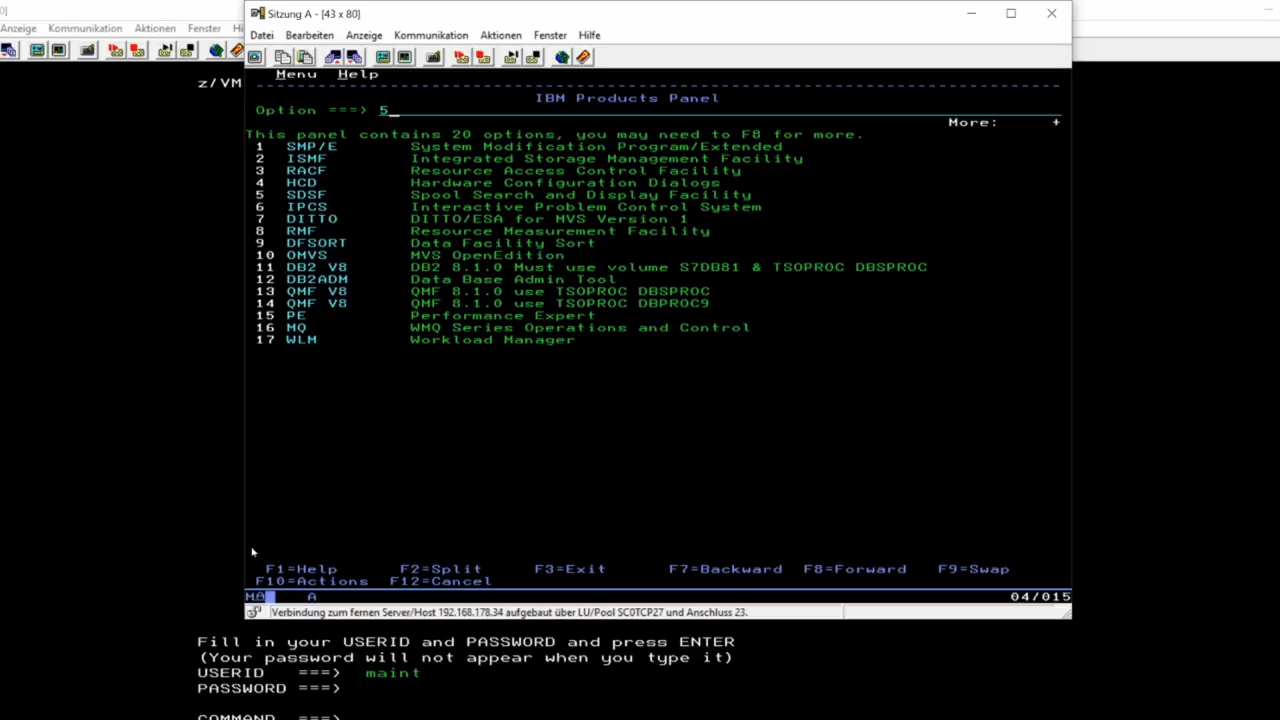 Sitzung A - [43 x 80]
Anzeige Kommunikation Aktionen Fenster
Datei Bearbeiten Anzeige Kommunikation Aktionen Fenster Hilfe
z/VM
Menu Help
IBM Products Panel
Option ===> 5_
More: +
This panel contains 20 options, you may need to F8 for more.
1 SMP/E System Modification Program/Extended
2 ISMF Integrated Storage Management Facility
3 RACF Resource Access Control Facility
4 HCD Hardware Configuration Dialogs
5 SDSF Spool Search and Display Facility
6 IPCS Interactive Problem Control System
7 DITTO DITTO/ESA for MVS Version 1
8 RMF Resource Measurement Facility
9 DFSORT Data Facility Sort
10 OMVS MVS OpenEdition
11 DB2 V8 DB2 8.1.0 Must use volume S7DB81 & TSOPROC DBSPROC
12 DB2ADM Data Base Admin Tool
13 QMF V8 QMF 8.1.0 use TSOPROC DBSPROC
14 QMF V8 QMF 8.1.0 use TSOPROC DBPROC9
15 PE Performance Expert
16 MQ WMQ Series Operations and Control
17 WLM Workload Manager
F1=Help F2=Split F3=Exit F7=Backward F8=Forward F9=Swap
F10=Actions F12=Cancel
MA A 04/015
Verbindung zum fernen Server/Host 192.168.178.34 aufgebaut über LU/Pool SC0TCP27 und Anschluss 23.
Fill in your USERID and PASSWORD and press ENTER
(Your password will not appear when you type it)
USERID ===> maint
PASSWORD ===>
COMMAND ===>